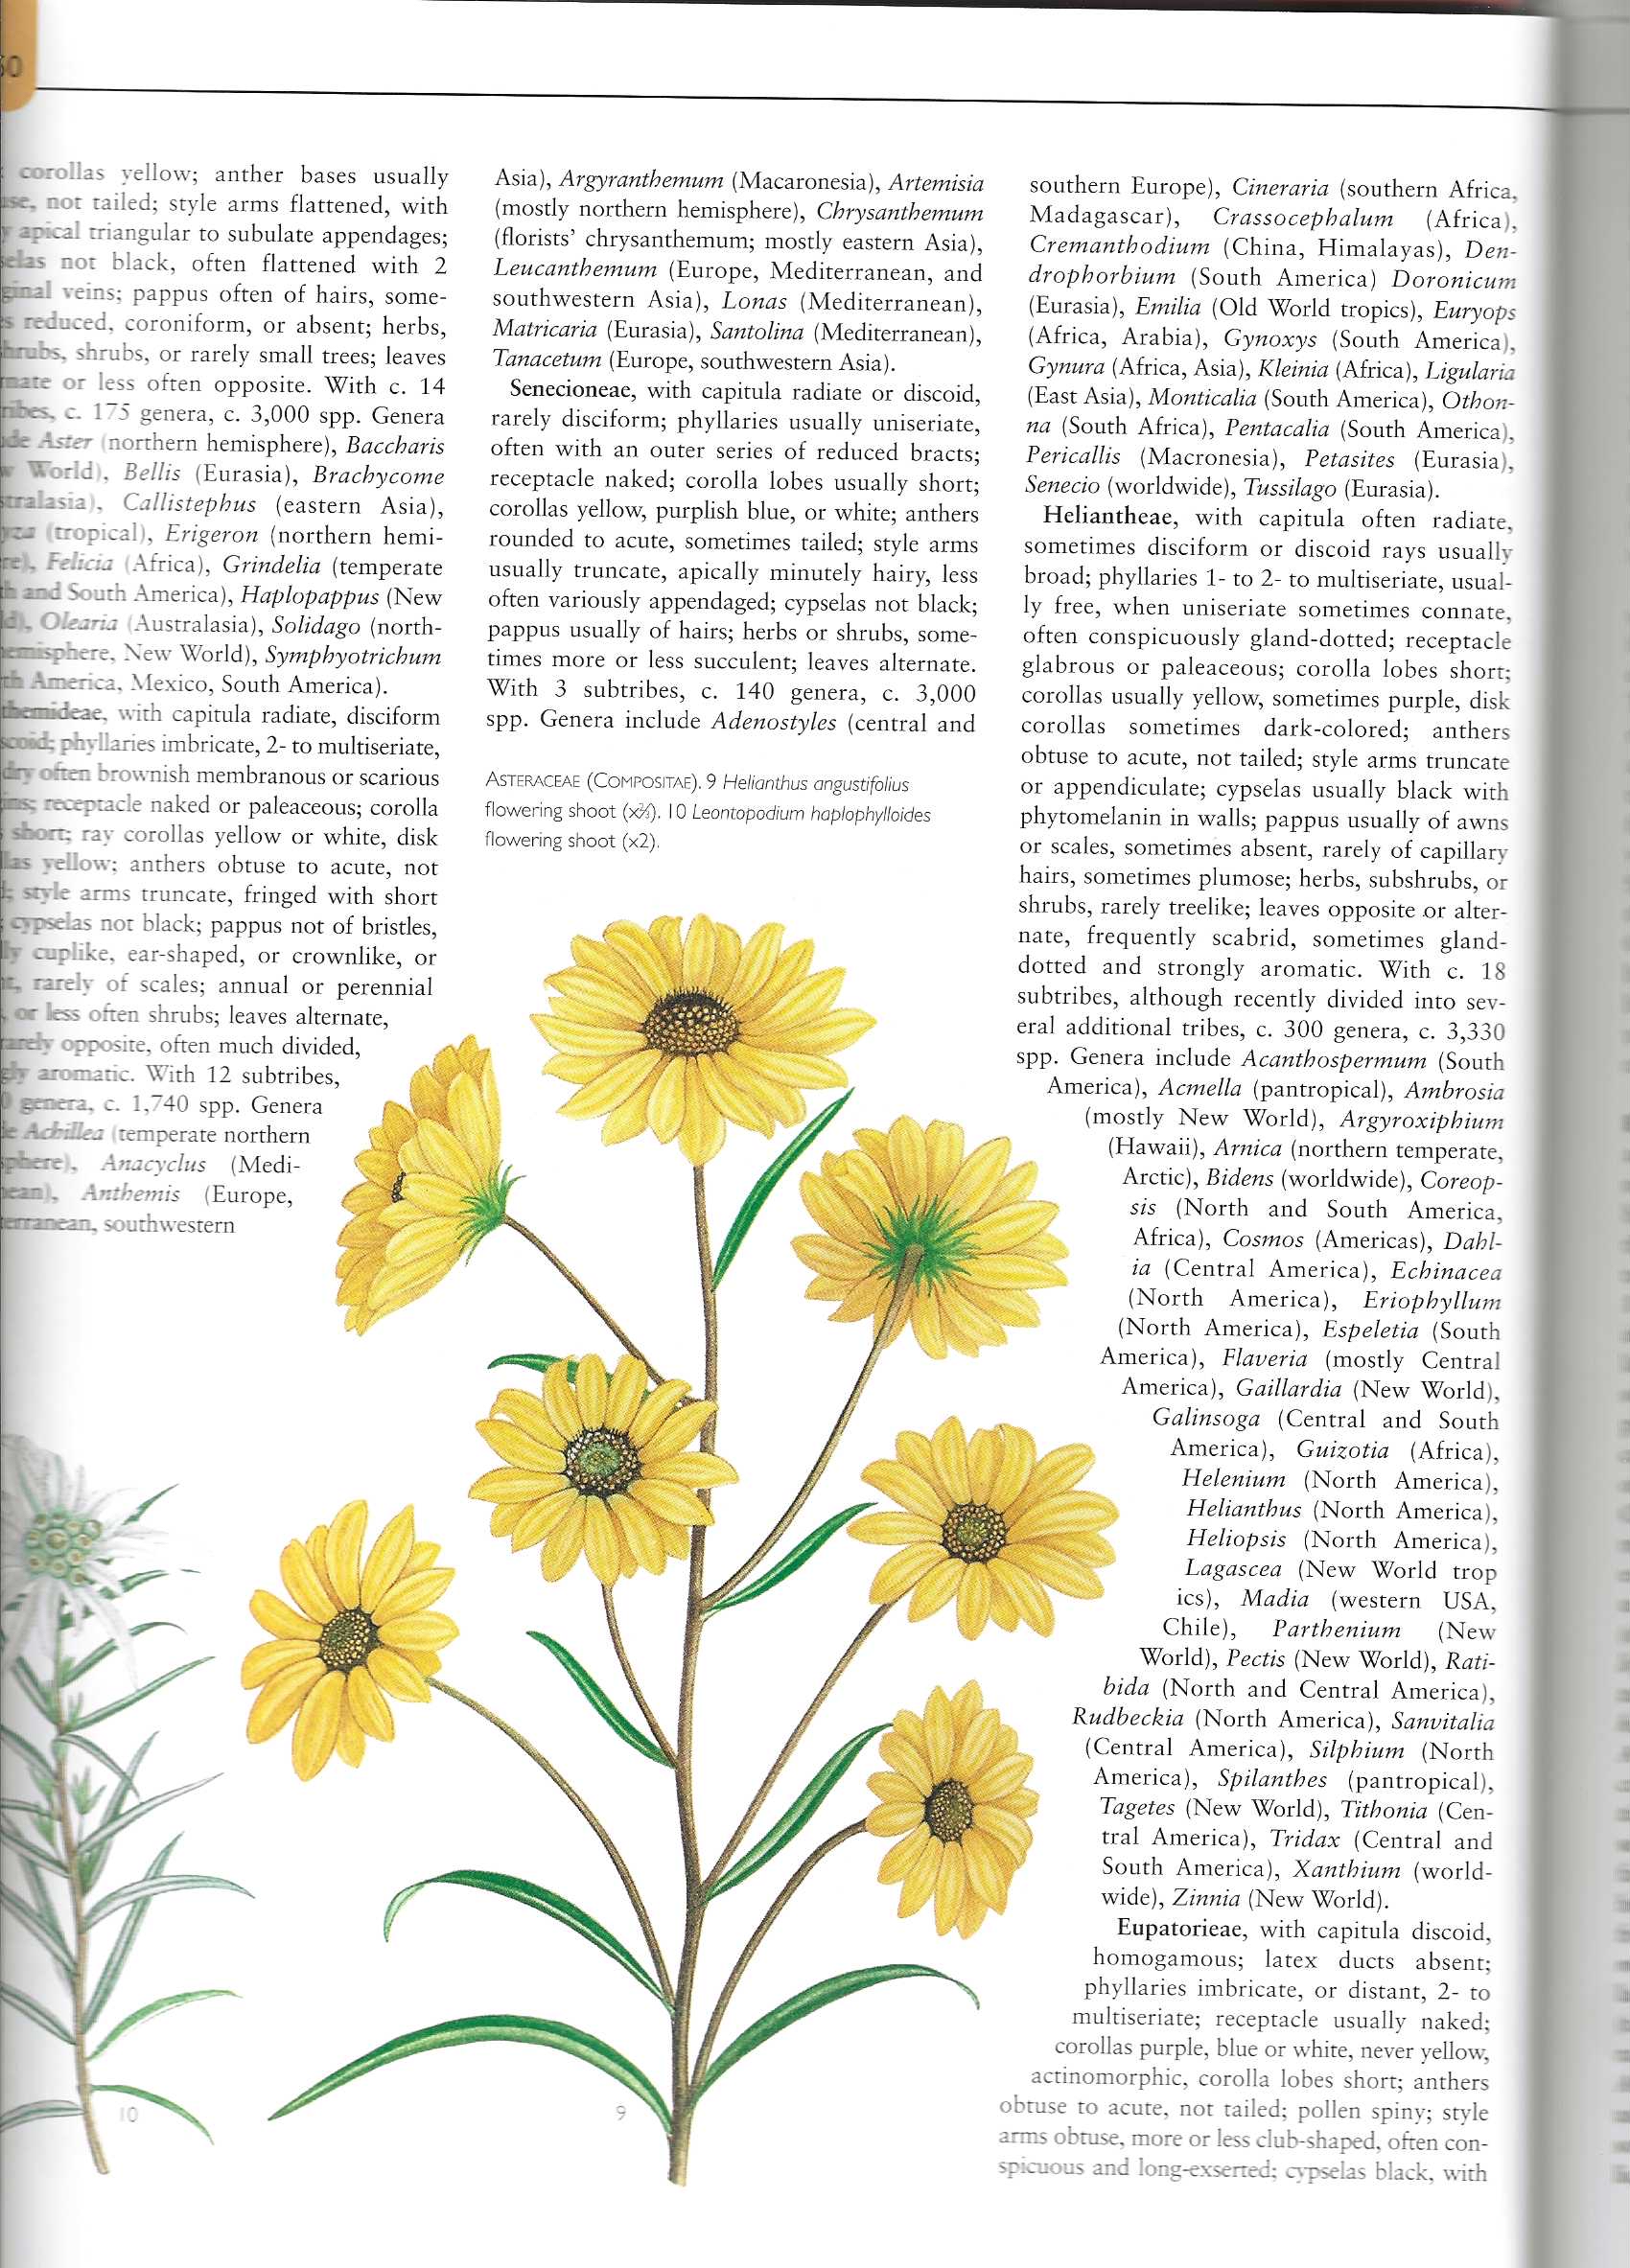 corollas yellow; anther bases usually
not tailed; style arms flattened, with
apical triangular to subulate appendages;
not black, often flattened with 2
veins; pappus often of hairs, some-
reduced, coroniform, or absent; herbs,
shrubs, or rarely small trees; leaves
or less often opposite. With c. 14
c. 175 genera, c. 3,000 spp. Genera
Aster (northern hemisphere), Baccharis
World), Bellis (Eurasia), Brachycome
Callistephus (eastern Asia),
(tropical), Erigeron (northern hemi-
Felicia (Africa), Grindelia (temperate
and South America), Haplopappus (New
Olearia (Australasia), Solidago (north-
New World), Symphyotrichum
America, Mexico, South America).
with capitula radiate, disciform
phyllaries imbricate, 2- to multiseriate,
dry often brownish membranous or scarious
receptacle naked or paleaceous; corolla
short; ray corollas yellow or white, disk
yellow; anthers obtuse to acute, not
style arms truncate, fringed with short
cypselas not black; pappus not of bristles,
cuplike, ear-shaped, or crownlike, or
rarely of scales; annual or perennial
or less often shrubs; leaves alternate,
rarely opposite, often much divided,
aromatic. With 12 subtribes,
genera, c. 1,740 spp. Genera
Achillea (temperate northern
Anacyclus (Medi-
Anthemis (Europe,
southwestern
Asia), Argyranthemum (Macaronesia), Artemisia
(mostly northern hemisphere), Chrysanthemum
(florists' chrysanthemum; mostly eastern Asia),
Leucanthemum (Europe, Mediterranean, and
southwestern Asia), Lonas (Mediterranean),
Matricaria (Eurasia), Santolina (Mediterranean),
Tanacetum (Europe, southwestern Asia).
Senecioneae, with capitula radiate or discoid,
rarely disciform; phyllaries usually uniseriate,
often with an outer series of reduced bracts;
receptacle naked; corolla lobes usually short;
corollas yellow, purplish blue, or white; anthers
rounded to acute, sometimes tailed; style arms
usually truncate, apically minutely hairy, less
often variously appendaged; cypselas not black;
pappus usually of hairs; herbs or shrubs, some-
times more or less succulent; leaves alternate.
With 3 subtribes, c. 140 genera, c. 3,000
spp. Genera include Adenostyles (central and
ASTERACEAE (COMPOSITAE). 9 Helianthus angustifolius
flowering shoot (x⅔). 10 Leontopodium haplophylloides
flowering shoot (x2).
10
9
southern Europe), Cineraria (southern Africa,
Madagascar), Crassocephalum (Africa),
Cremanthodium (China, Himalayas), Den-
drophorbium (South America) Doronicum
(Eurasia), Emilia (Old World tropics), Euryops
(Africa, Arabia), Gynoxys (South America),
Gynura (Africa, Asia), Kleinia (Africa), Ligularia
(East Asia), Monticalia (South America), Othon-
na (South Africa), Pentacalia (South America),
Pericallis (Macronesia), Petasites (Eurasia),
Senecio (worldwide), Tussilago (Eurasia).
Heliantheae, with capitula often radiate,
sometimes disciform or discoid rays usually
broad; phyllaries 1- to 2- to multiseriate, usual-
ly free, when uniseriate sometimes connate,
often conspicuously gland-dotted; receptacle
glabrous or paleaceous; corolla lobes short;
corollas usually yellow, sometimes purple, disk
corollas sometimes dark-colored; anthers
obtuse to acute, not tailed; style arms truncate
or appendiculate; cypselas usually black with
phytomelanin in walls; pappus usually of awns
or scales, sometimes absent, rarely of capillary
hairs, sometimes plumose; herbs, subshrubs, or
shrubs, rarely treelike; leaves opposite or alter-
nate, frequently scabrid, sometimes gland-
dotted and strongly aromatic. With c. 18
subtribes, although recently divided into sev-
eral additional tribes, c. 300 genera, c. 3,330
spp. Genera include Acanthospermum (South
America), Acmella (pantropical), Ambrosia
(mostly New World), Argyroxiphium
(Hawaii), Arnica (northern temperate,
Arctic), Bidens (worldwide), Coreop-
sis (North and South America,
Africa), Cosmos (Americas), Dahl-
ia (Central America), Echinacea
(North America), Eriophyllum
(North America), Espeletia (South
America), Flaveria (mostly Central
America), Gaillardia (New World),
Galinsoga (Central and South
America), Guizotia (Africa),
Helenium (North America),
Helianthus (North America),
Heliopsis (North America),
Lagascea (New World trop
ics), Madia (western USA,
Chile), Parthenium (New
World), Pectis (New World), Rati-
bida (North and Central America),
Rudbeckia (North America), Sanvitalia
(Central America), Silphium (North
America), Spilanthes (pantropical),
Tagetes (New World), Tithonia (Cen-
tral America), Tridax (Central and
South America), Xanthium (world-
wide), Zinnia (New World).
Eupatorieae, with capitula discoid,
homogamous; latex ducts absent;
phyllaries imbricate, or distant, 2- to
multiseriate; receptacle usually naked;
corollas purple, blue or white, never yellow,
actinomorphic, corolla lobes short; anthers
obtuse to acute, not tailed; pollen spiny; style
arms obtuse, more or less club-shaped, often con-
spicuous and long-exserted; cypselas black, with